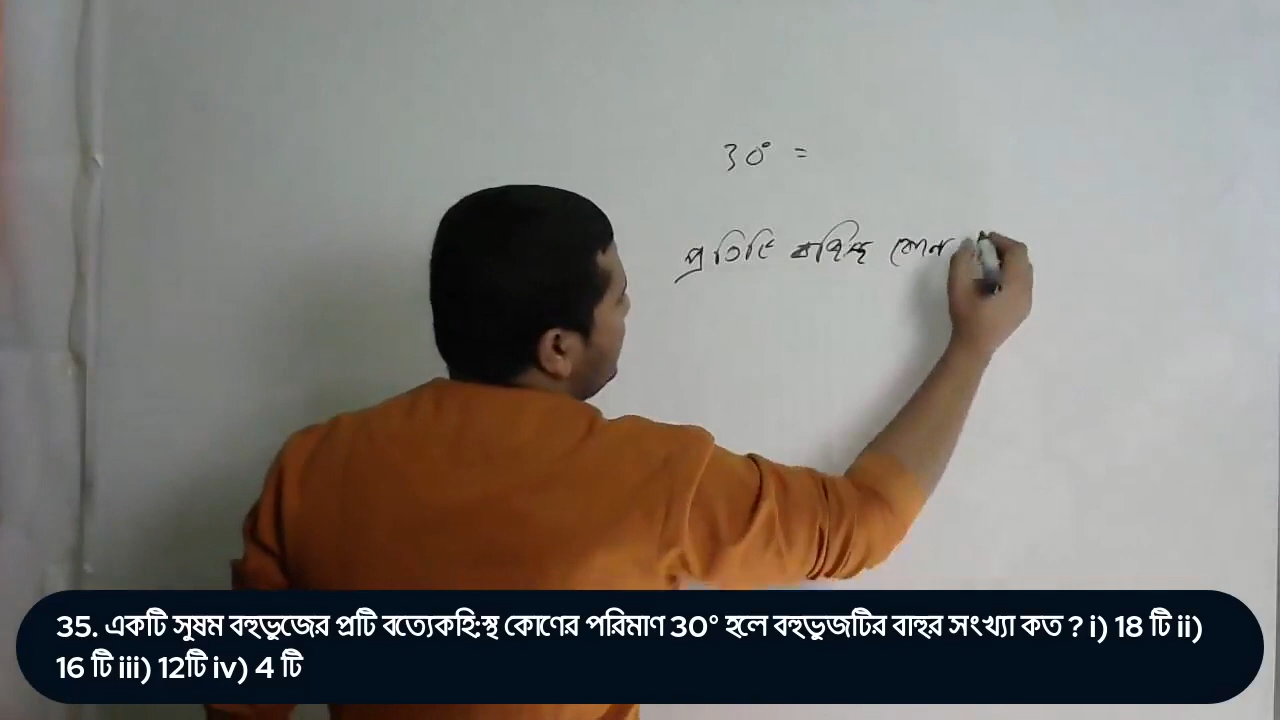 30° =
প্রতিটি বহিঃস্থ কোন
35. একটি সুষম বহুভুজের প্রটি বত্যেকহি:স্থ কোণের পরিমাণ 30° হলে বহুভুজটির বাহুর সংখ্যা কত ? i) 18 টি ii)
16 টি iii) 12টি iv) 4 টি